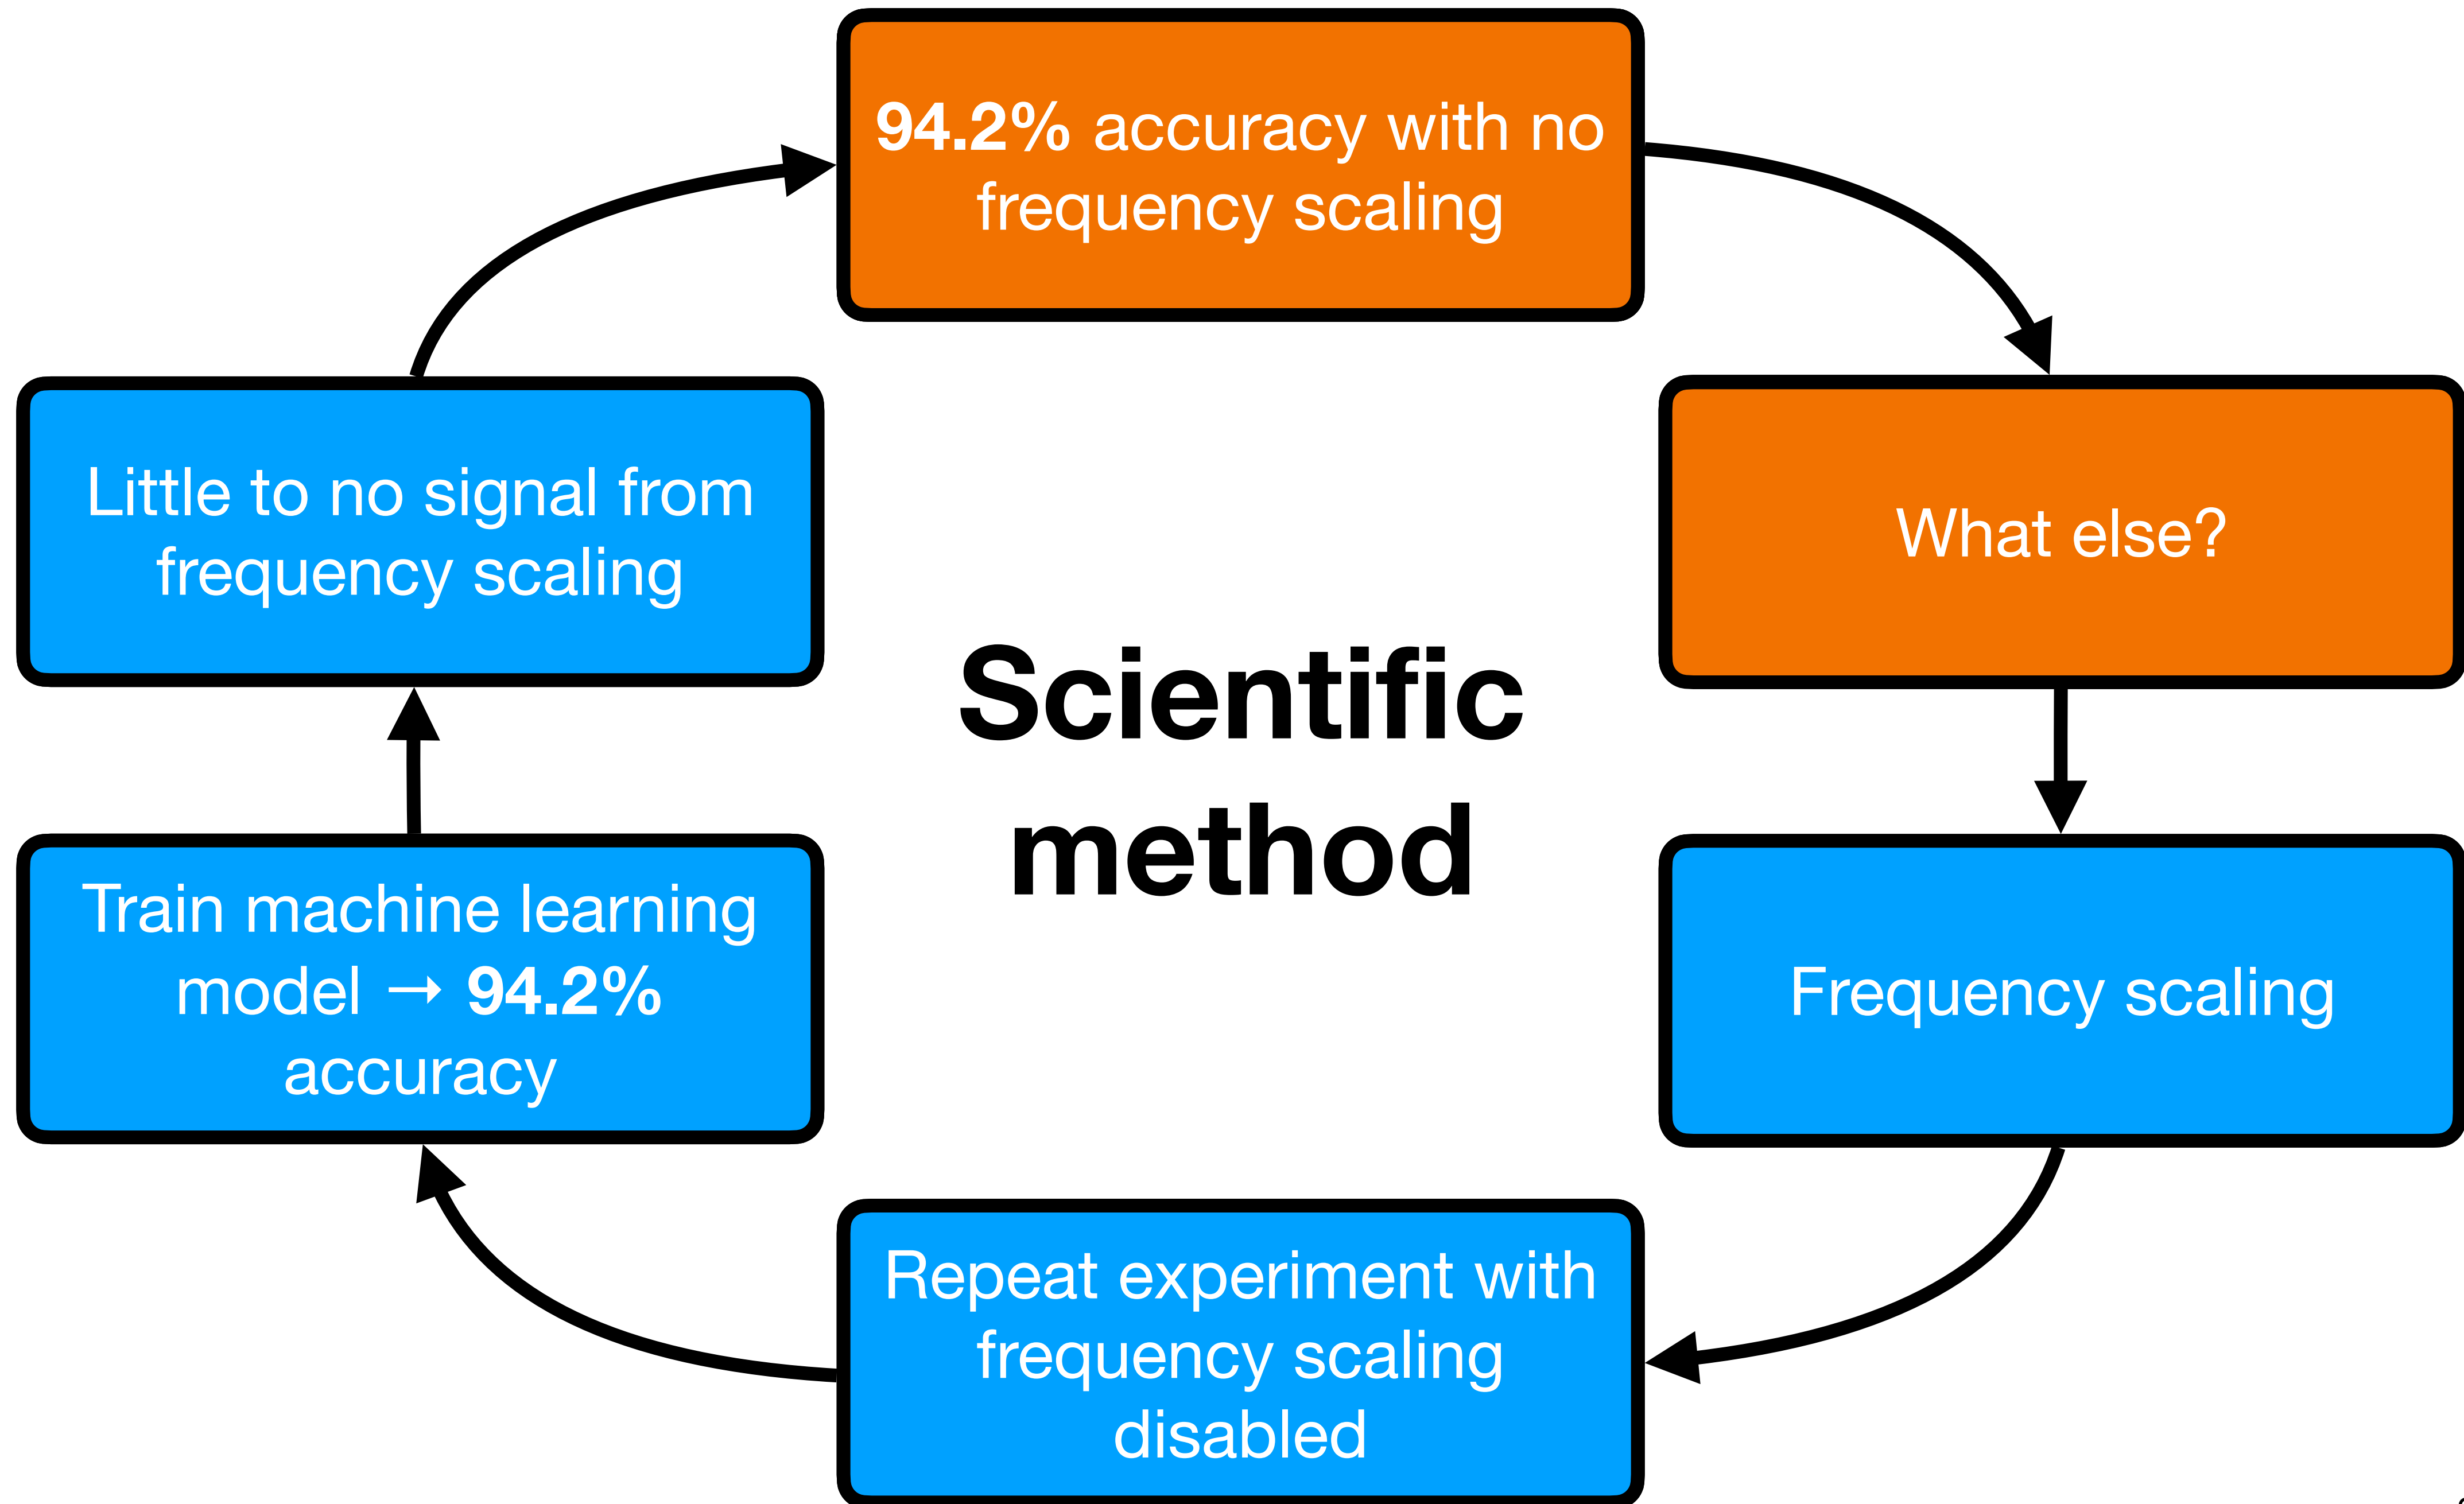 94.2% accuracy with no
frequency scaling
What else?
Frequency scaling
Repeat experiment with
frequency scaling
disabled
Train machine learning
model → 94.2%
accuracy
Little to no signal from
frequency scaling
Scientific
method